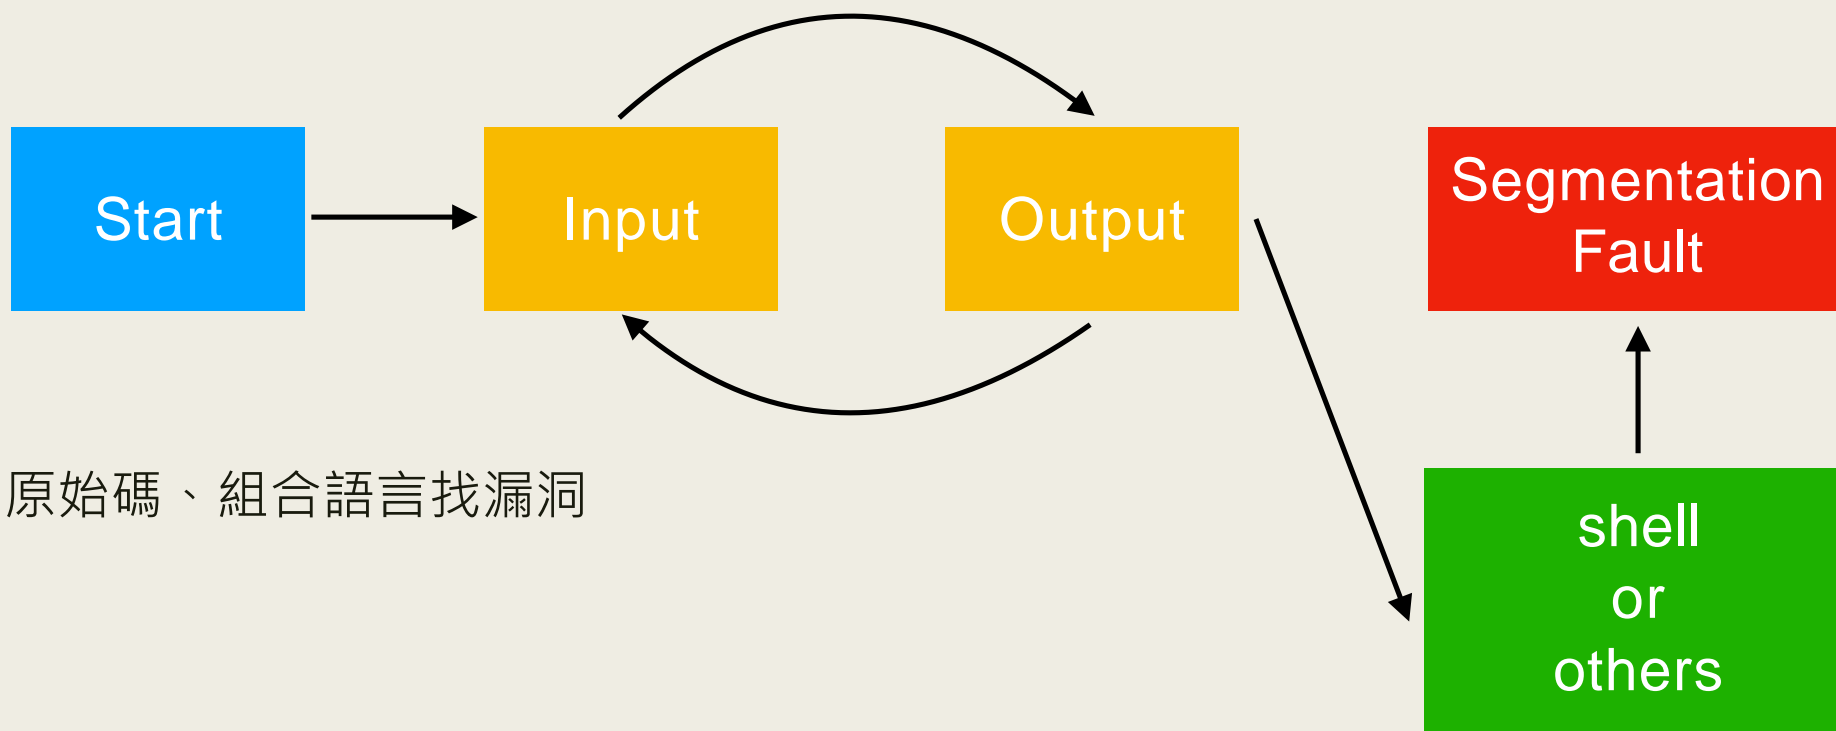 Start
Input
Output
Segmentation
Fault
原始碼、組合語言找漏洞
shell
or
others